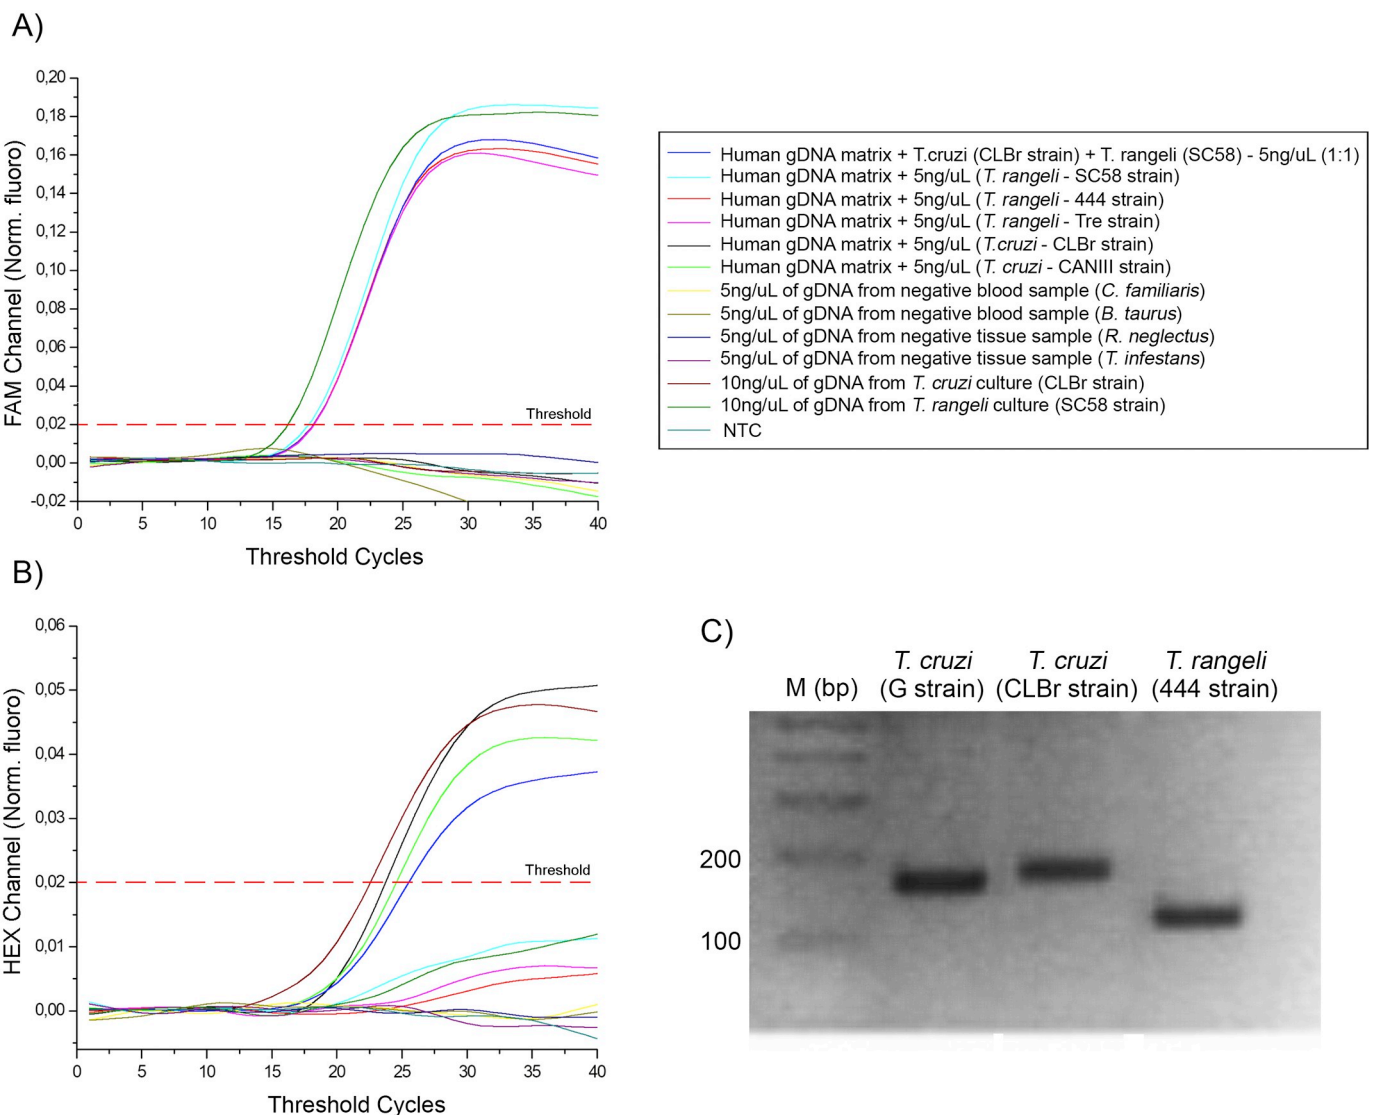 A)
0,20
0,18
0,16
0,14
0,12
0,10
0,08
0,06
0,04
0,02
0,00
-0,02
FAM Channel (Norm. fluoro)
Threshold
0 5 10 15 20 25 30 35 40
Threshold Cycles
Human gDNA matrix + T.cruzi (CLBr strain) + T. rangeli (SC58) - 5ng/uL (1:1)
Human gDNA matrix + 5ng/uL (T. rangeli - SC58 strain)
Human gDNA matrix + 5ng/uL (T. rangeli - 444 strain)
Human gDNA matrix + 5ng/uL (T. rangeli - Tre strain)
Human gDNA matrix + 5ng/uL (T.cruzi - CLBr strain)
Human gDNA matrix + 5ng/uL (T. cruzi - CANIII strain)
5ng/uL of gDNA from negative blood sample (C. familiaris)
5ng/uL of gDNA from negative blood sample (B. taurus)
5ng/uL of gDNA from negative tissue sample (R. neglectus)
5ng/uL of gDNA from negative tissue sample (T. infestans)
10ng/uL of gDNA from T. cruzi culture (CLBr strain)
10ng/uL of gDNA from T. rangeli culture (SC58 strain)
NTC
B)
0,06
0,05
0,04
0,03
0,02
0,01
0,00
HEX Channel (Norm. fluoro)
Threshold
0 5 10 15 20 25 30 35 40
Threshold Cycles
C)
M (bp)
T. cruzi
(G strain)
T. cruzi
(CLBr strain)
T. rangeli
(444 strain)
200
100